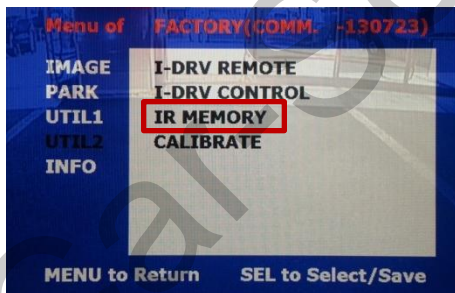 Menu of FACTORY(COMM. -130723)
IMAGE I-DRV REMOTE
PARK I-DRV CONTROL
UTIL1 IR MEMORY
UTIL2 CALIBRATE
INFO
MENU to Return SEL to Select/Save